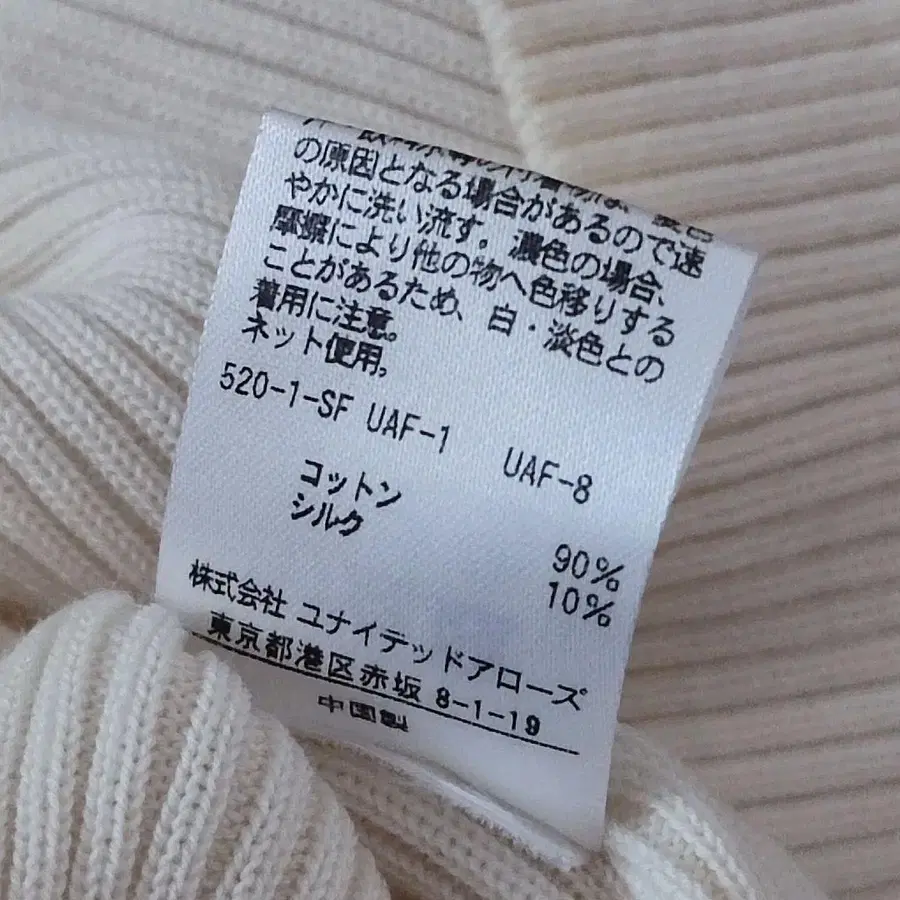 の原因となる場合があるので速
やかに洗い流す。濃色の場合、
摩擦により他の物へ色移りする
ことがあるため、白・淡色との
着用に注意。
ネット使用。
520-1-SF UAF-1 UAF-8
コットン 90%
シルク 10%
株式会社 ユナイテッドアローズ
東京都港区赤坂 8-1-19
中国製